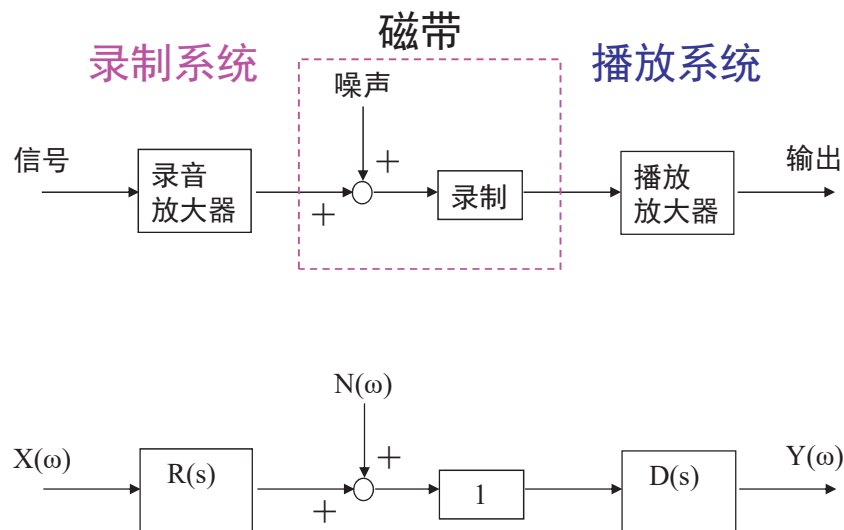 磁带
录制系统
播放系统
噪声
信号
+
输出
录音
放大器
+
录制
播放
放大器
N(ω)
X(ω)
R(s)
+
+
1
D(s)
Y(ω)